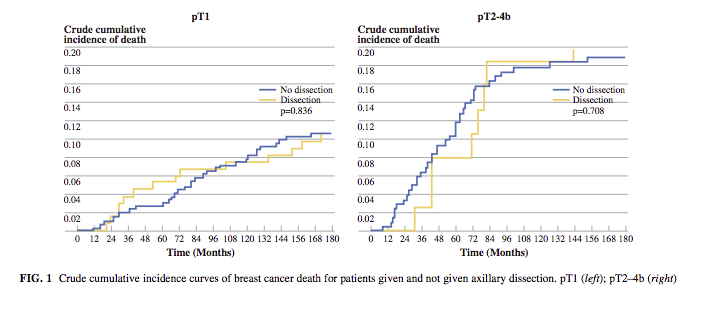 pT1
Crude cumulative
incidence of death
0.20
0.18
0.16
0.14
0.12
0.10
0.08
0.06
0.04
0.02
No dissection
Dissection
p=0.836
0 12 24 36 48 60 72 84 96 108 120 132 144 156 168 180
Time (Months)
pT2-4b
Crude cumulative
incidence of death
0.20
0.18
0.16
0.14
0.12
0.10
0.08
0.06
0.04
0.02
No dissection
Dissection
p=0.708
0 12 24 36 48 60 72 84 96 108 120 132 144 156 168 180
Time (Months)
FIG. 1 Crude cumulative incidence curves of breast cancer death for patients given and not given axillary dissection. pT1 (left); pT2–4b (right)